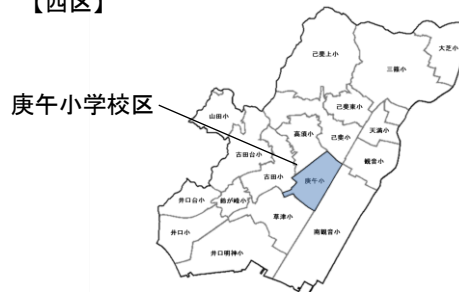 【西区】
大芝小
己斐上小
三篠小
庚午小学校区
己斐東小
山田小
天満小
高須小
己斐小
古田台小
観音小
古田小
庚午小
井口台小
鈴が峰小
草津小
井口小
南観音小
井口明神小